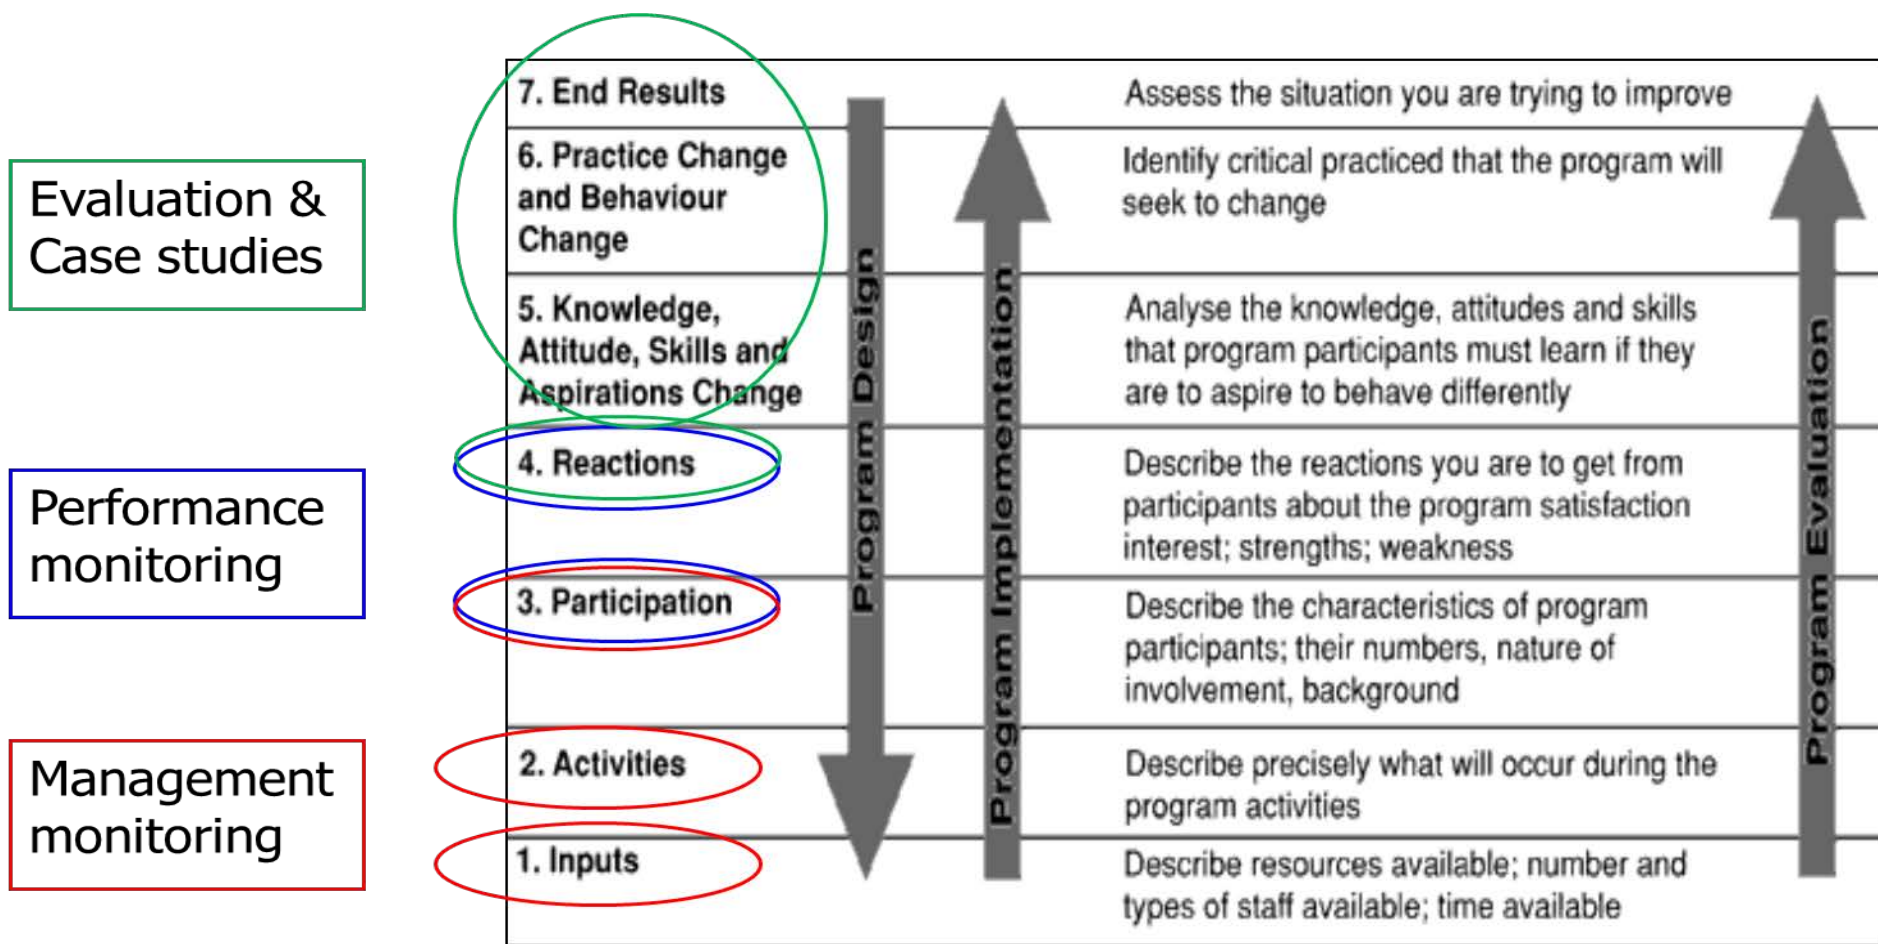 Evaluation &
Case studies
Performance
monitoring
Management
monitoring
7. End Results
Assess the situation you are trying to improve
6. Practice Change
and Behaviour
Change
Identify critical practiced that the program will
seek to change
5. Knowledge,
Attitude, Skills and
Aspirations Change
Analyse the knowledge, attitudes and skills
that program participants must learn if they
are to aspire to behave differently
4. Reactions
Describe the reactions you are to get from
participants about the program satisfaction
interest; strengths; weakness
3. Participation
Describe the characteristics of program
participants; their numbers, nature of
involvement, background
2. Activities
Describe precisely what will occur during the
program activities
1. Inputs
Describe resources available; number and
types of staff available; time available
Program Design
Program Implementation
Program Evaluation